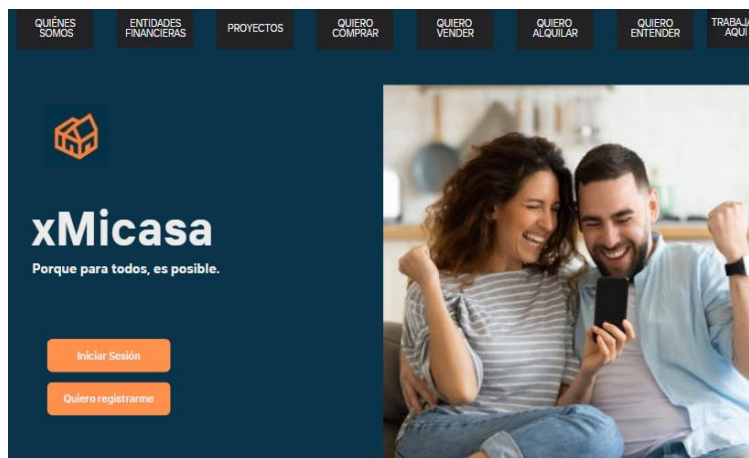 QUIÉNES
SOMOS
ENTIDADES
FINANCIERAS
PROYECTOS
QUIERO
COMPRAR
QUIERO
VENDER
QUIERO
ALQUILAR
QUIERO
ENTENDER
AQUI
xMicasa
Porque para todos, es posible.
Iniciar Sesión
Quiero registrarme